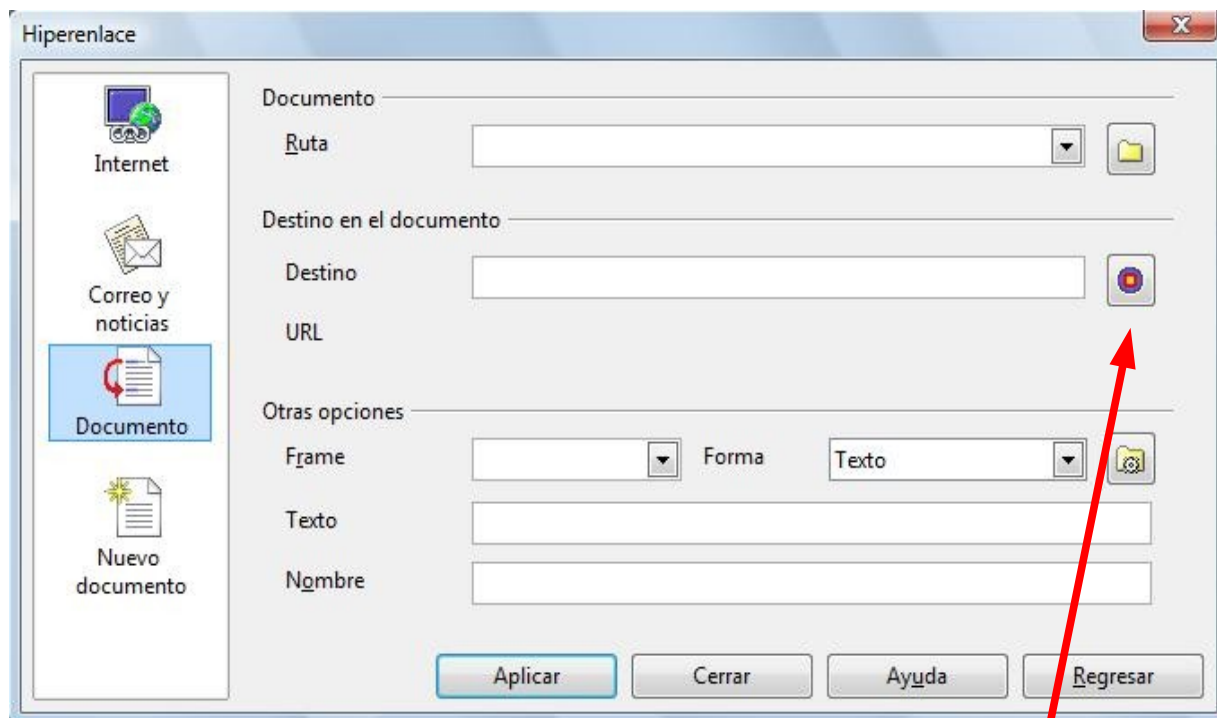 Hiperenlace
X
Internet
Correo y
noticias
Documento
Nuevo
documento
Documento
Ruta
Destino en el documento
Destino
URL
Otras opciones
Frame
Forma
Texto
Texto
Nombre
Aplicar
Cerrar
Ayuda
Regresar